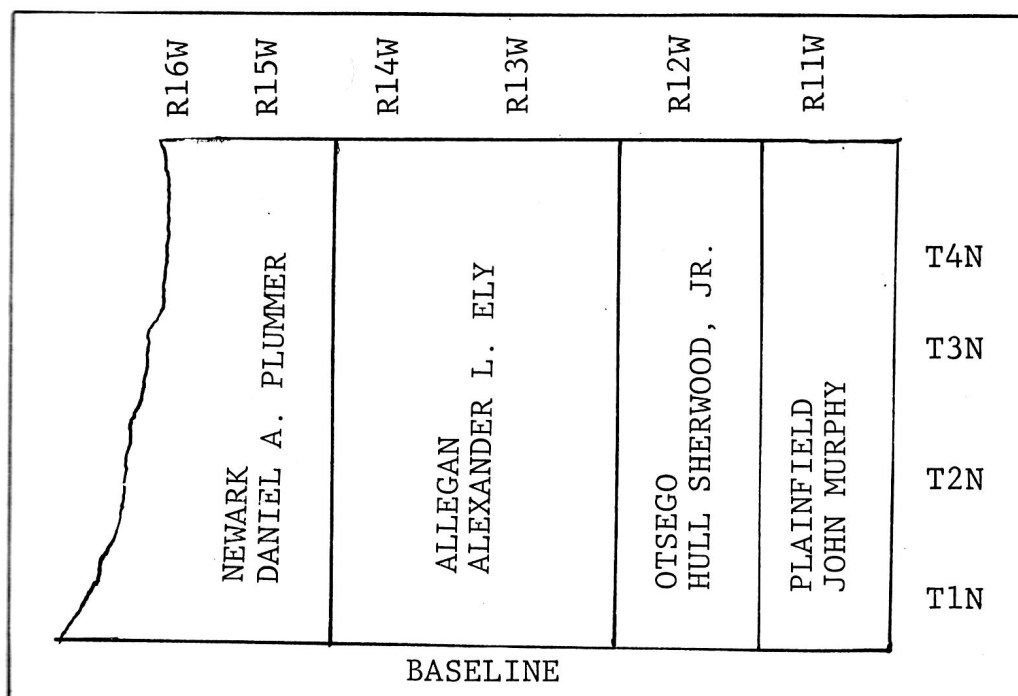 R16W
R15W
R14W
R13W
R12W
R11W
T4N
T3N
T2N
T1N
NEWARK
DANIEL A. PLUMMER
ALLEGAN
ALEXANDER L. ELY
OTSEGO
HULL SHERWOOD, JR.
PLAINFIELD
JOHN MURPHY
BASELINE